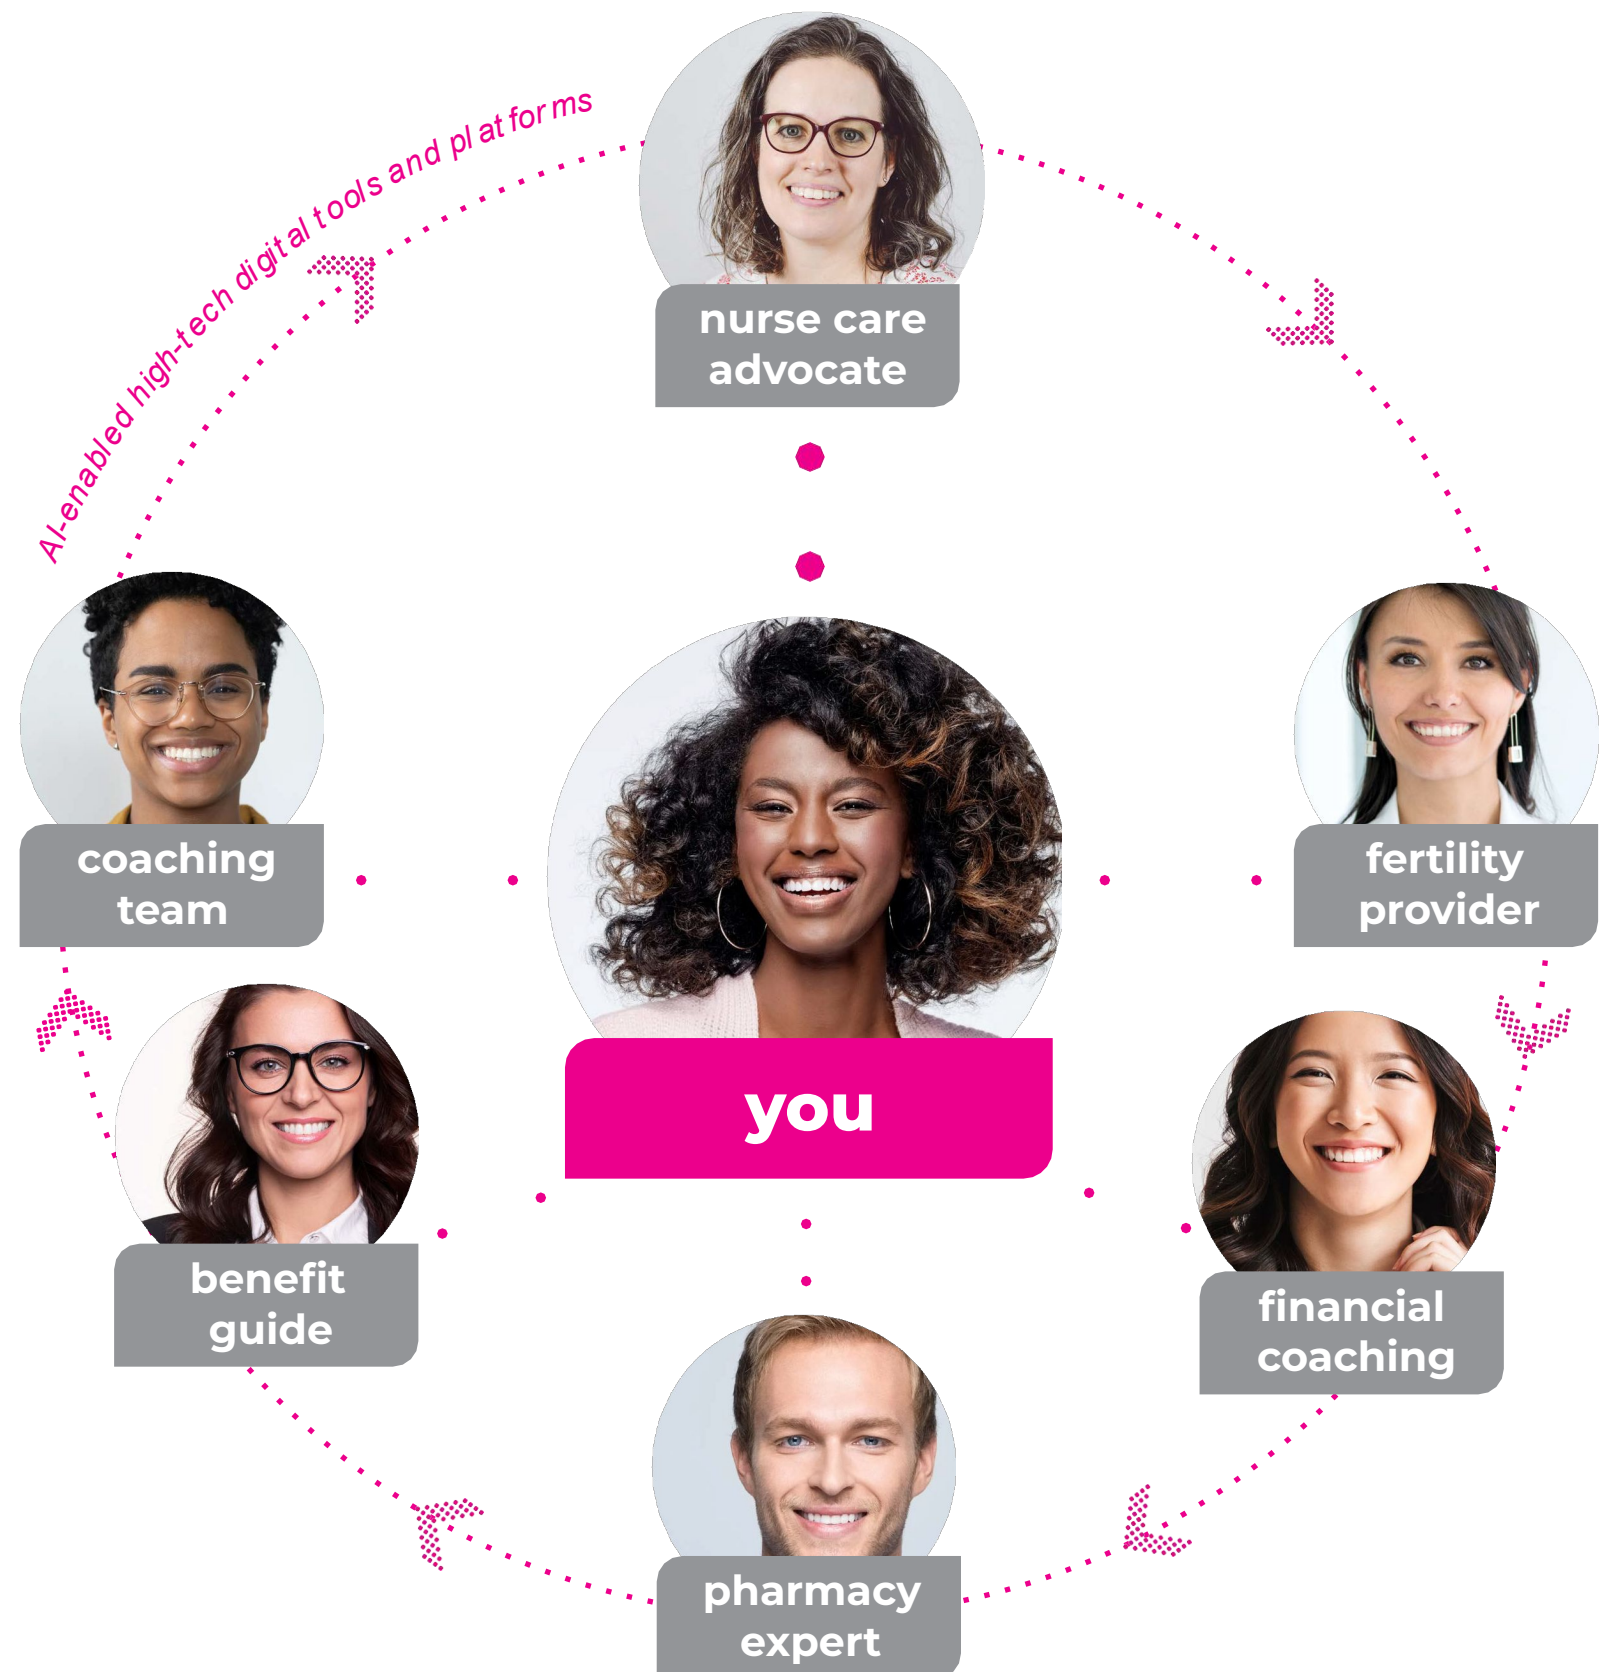 AI-enabled high-tech digital tools and platforms
nurse care
advocate
coaching
team
fertility
provider
you
benefit
guide
financial
coaching
pharmacy
expert